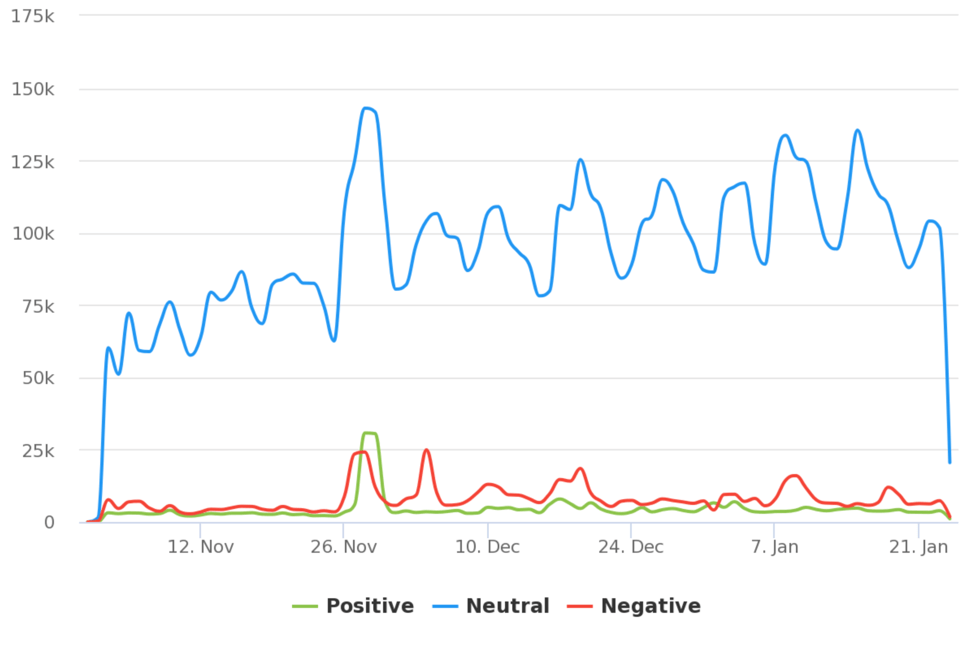 175k
150k
125k
100k
75k
50k
25k
0
12. Nov 26. Nov 10. Dec 24. Dec 7. Jan 21. Jan
Positive Neutral Negative